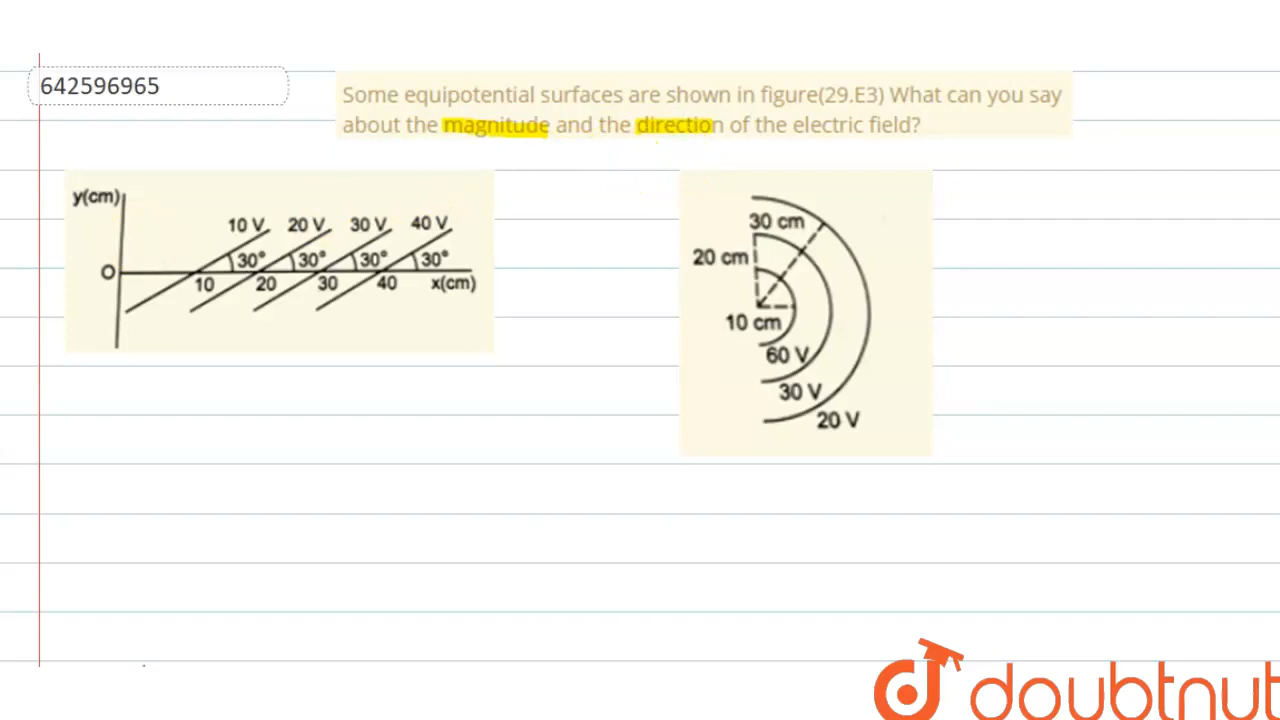 642596965
Some equipotential surfaces are shown in figure(29.E3) What can you say
about the magnitude and the direction of the electric field?
y(cm)
10 V 20 V 30 V 40 V
30° 30° 30° 30°
O
10 20 30 40 x(cm)
30 cm
20 cm
10 cm
60 V
30 V
20 V
doubtnut